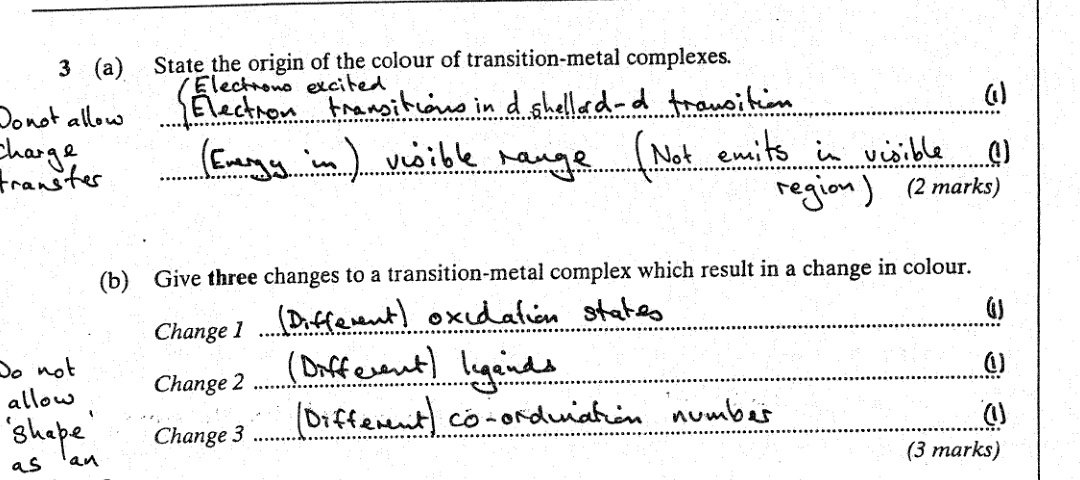 3 (a) State the origin of the colour of transition-metal complexes.
(Electrons excited
Electron transitions in d shell or d-d transition (1)
(Energy in) visible range (Not emits in visible (1)
region) (2 marks)
Do not allow
charge
transfer
(b) Give three changes to a transition-metal complex which result in a change in colour.
Change 1 (Different) oxidation states (1)
Change 2 (Different) ligands (1)
Change 3 (Different) co-ordination number (1)
(3 marks)
Do not
allow
'shape'
as an